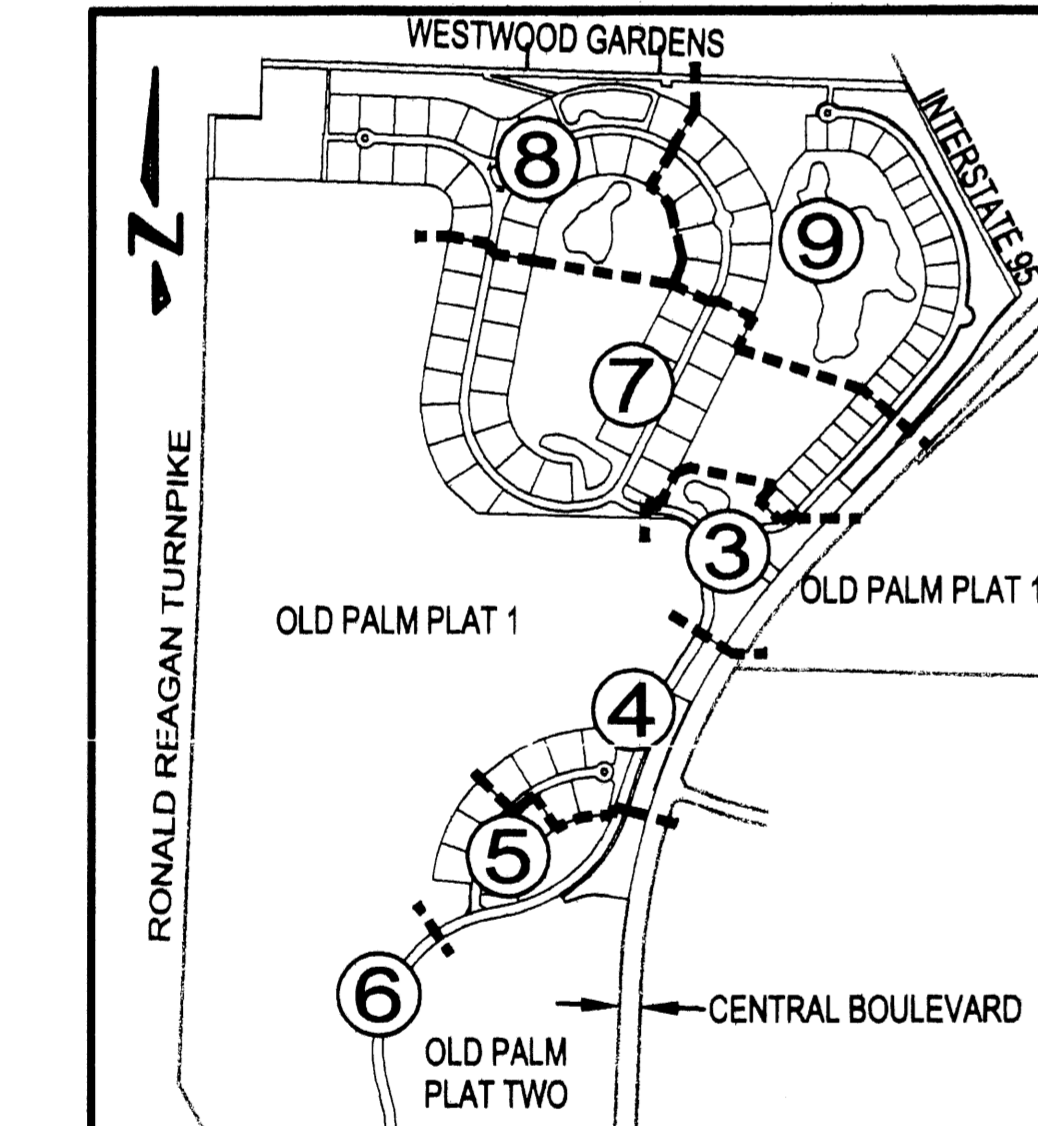 WESTWOOD GARDENS
INTERSTATE 95
N
8
9
7
3
RONALD REAGAN TURNPIKE
OLD PALM PLAT 1
OLD PALM PLAT 1
4
5
6
CENTRAL BOULEVARD
OLD PALM
PLAT TWO